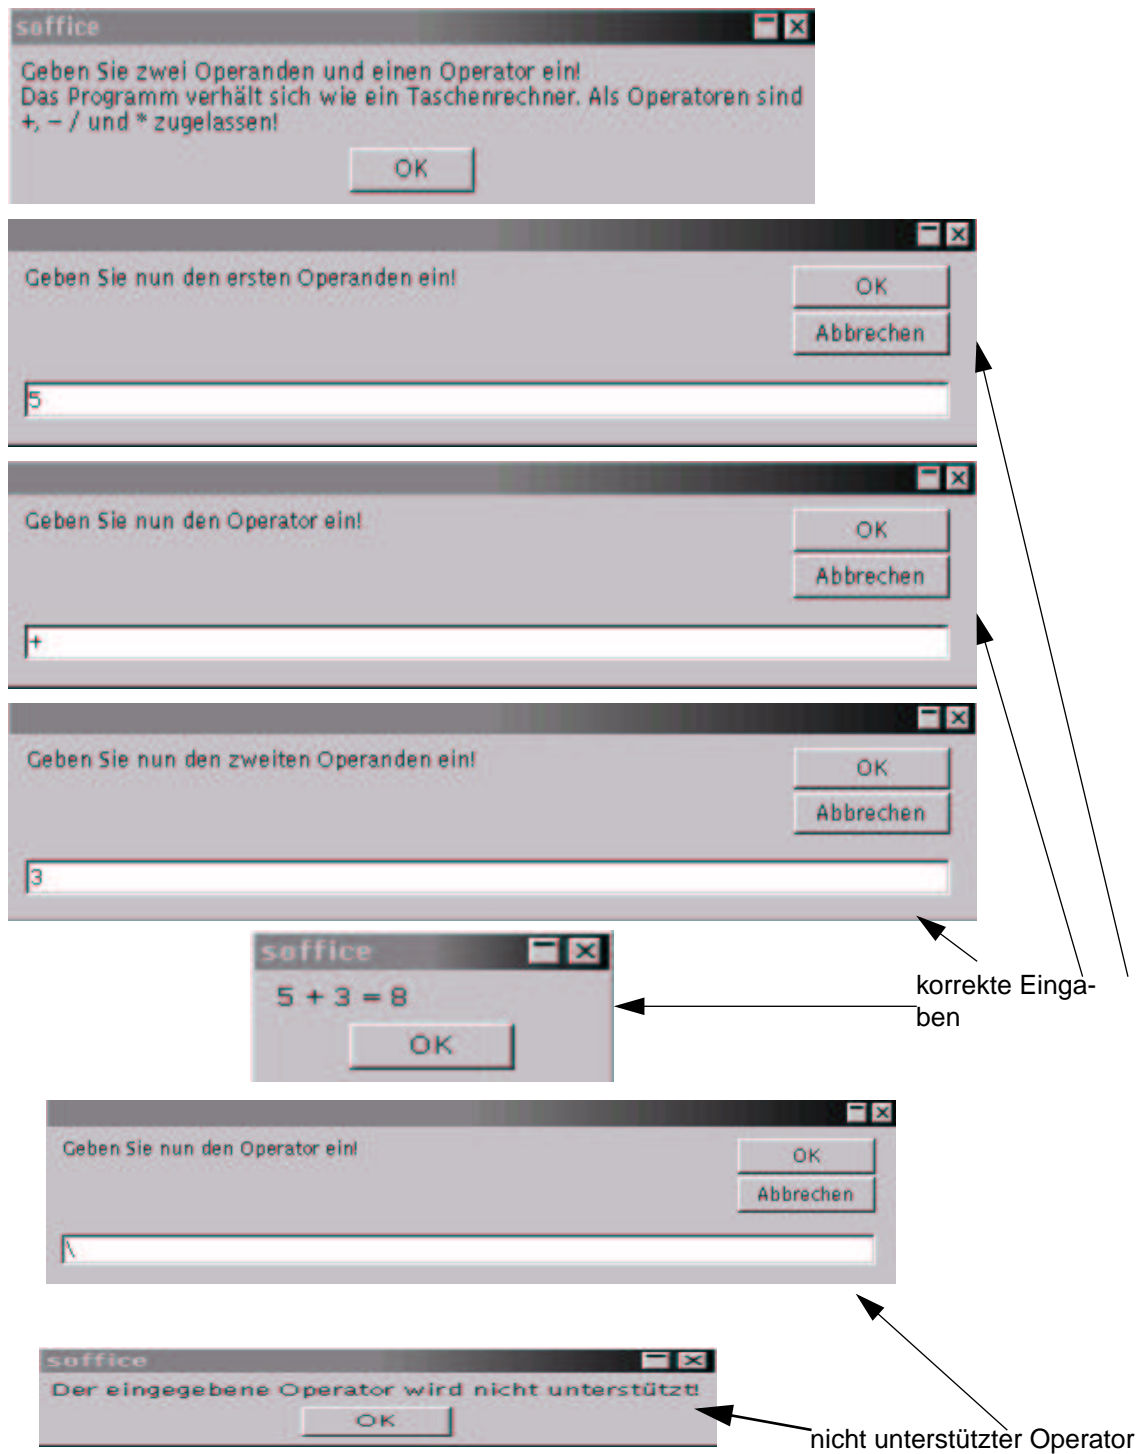 soffice
Geben Sie zwei Operanden und einen Operator ein!
Das Programm verhält sich wie ein Taschenrechner. Als Operatoren sind
+, – / und * zugelassen!
OK
Geben Sie nun den ersten Operanden ein!
OK
Abbrechen
5
Geben Sie nun den Operator ein!
OK
Abbrechen
+
Geben Sie nun den zweiten Operanden ein!
OK
Abbrechen
3
soffice
5 + 3 = 8
OK
korrekte Einga-
ben
Geben Sie nun den Operator ein!
OK
Abbrechen
\
soffice
Der eingegebene Operator wird nicht unterstützt!
OK
nicht unterstützter Operator